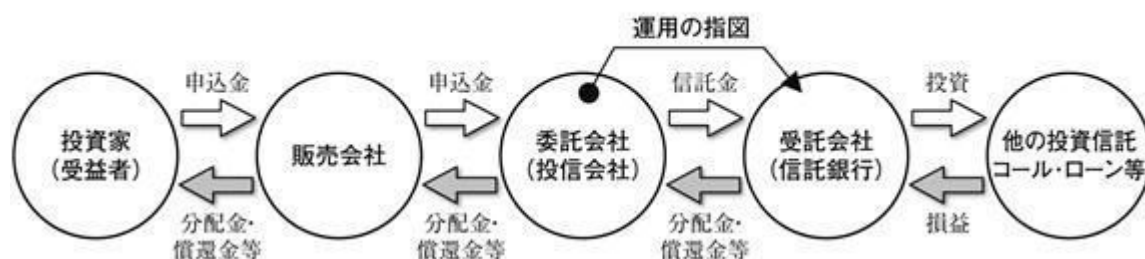 運用の指図
申込金
申込金
信託金
投資
投資家
(受益者)
販売会社
委託会社
(投信会社)
受託会社
(信託銀行)
他の投資信託
コール・ローン等
分配金・
償還金等
分配金・
償還金等
分配金・
償還金等
損益